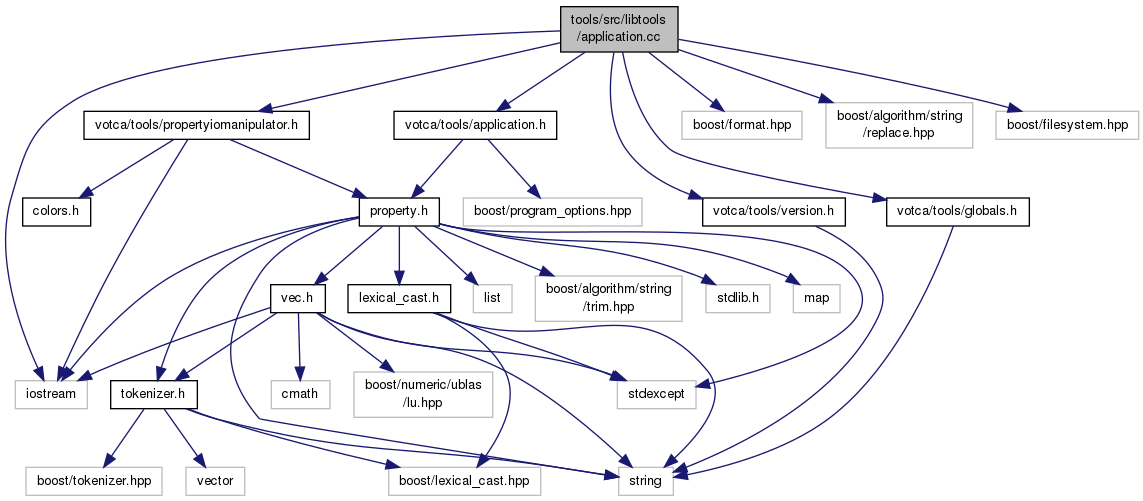 tools/src/libtools
/application.cc
votca/tools/propertyiomanipulator.h
votca/tools/application.h
boost/format.hpp
boost/algorithm/string
/replace.hpp
boost/filesystem.hpp
colors.h
property.h
boost/program_options.hpp
votca/tools/version.h
votca/tools/globals.h
vec.h
lexical_cast.h
list
boost/algorithm/string
/trim.hpp
stdlib.h
map
iostream
tokenizer.h
cmath
boost/numeric/ublas
/lu.hpp
stdexcept
boost/tokenizer.hpp
vector
boost/lexical_cast.hpp
string